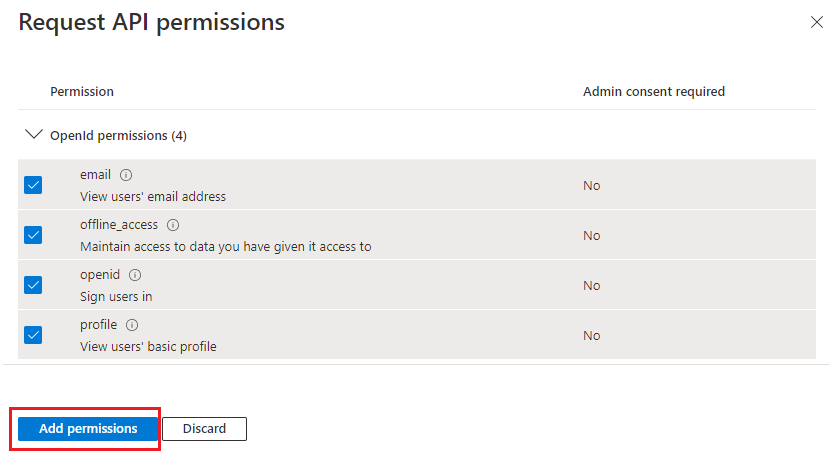 Request API permissions
Permission Admin consent required
OpenId permissions (4)
email
View users' email address
No
offline_access
Maintain access to data you have given it access to
No
openid
Sign users in
No
profile
View users' basic profile
No
Add permissions Discard